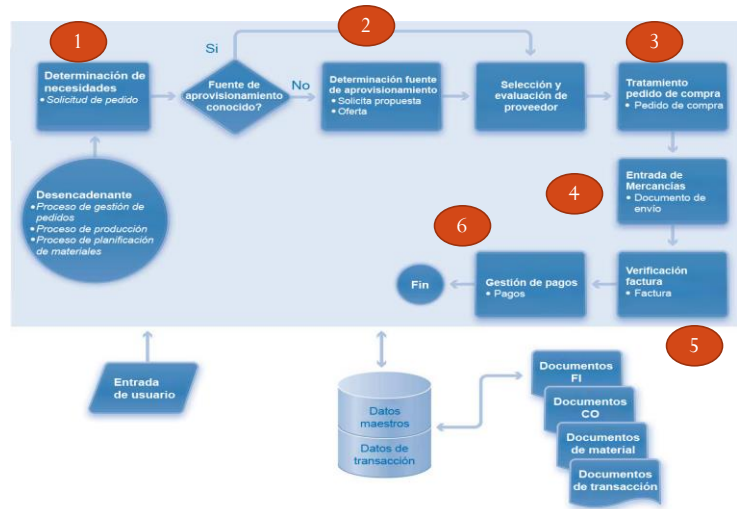 1
Determinación de
necesidades
• Solicitud de pedido
Si
Fuente de
aprovisionamiento
conocido?
No
2
Determinación fuente
de aprovisionamiento
• Solicita propuesta
• Oferta
Selección y
evaluación de
proveedor
3
Tratamiento
pedido de compra
• Pedido de compra
Desencadenante
• Proceso de gestión de
pedidos
• Proceso de producción
• Proceso de planificación
de materiales
4
Entrada de
Mercancías
• Documento de
envío
6
Fin
Gestión de pagos
• Pagos
Verificación
factura
• Factura
5
Entrada
de usuario
Datos
maestros
Datos de
transacción
Documentos
FI
Documentos
CO
Documentos
de material
Documentos
de transacción